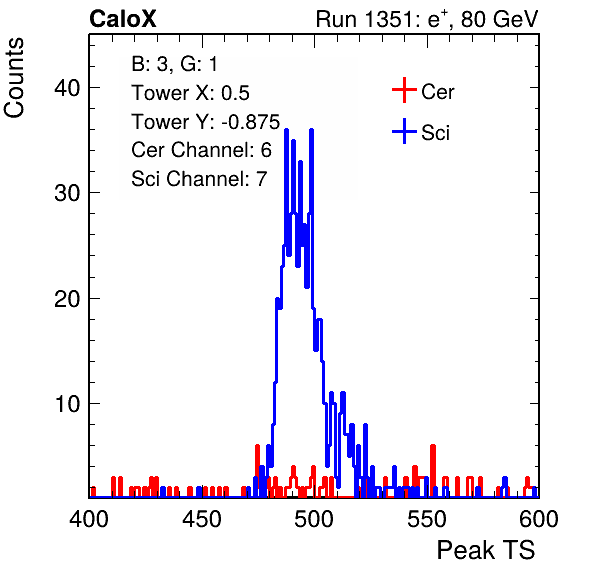 CaloX Run 1351: e⁺, 80 GeV
Counts
B: 3, G: 1
Tower X: 0.5
Tower Y: -0.875
Cer Channel: 6
Sci Channel: 7
Cer
Sci
40
30
20
10
400 450 500 550 600
Peak TS